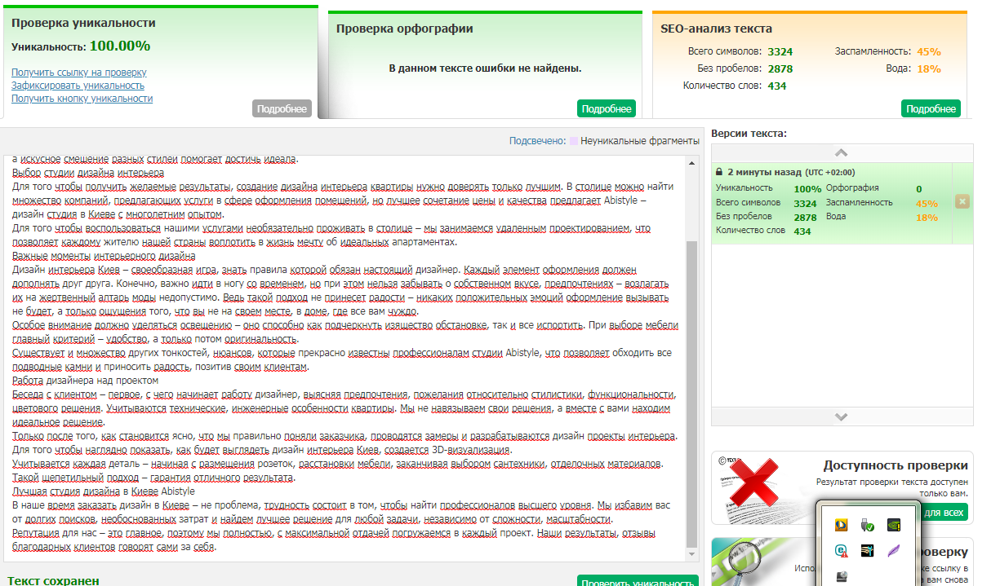 Проверка уникальности
Уникальность: 100.00%
Получить ссылку на проверку
Зафиксировать уникальность
Получить кнопку уникальности
Подробнее
Проверка орфографии
В данном тексте ошибки не найдены.
Подробнее
SEO-анализ текста
Всего символов: 3324 Заспамленность: 45%
Без пробелов: 2878 Вода: 18%
Количество слов: 434
Подробнее
Подсвечено: Неуникальные фрагменты
а искусное смешение разных стилей помогает достичь идеала.
Выбор студии дизайна интерьера
Для того чтобы получить желаемые результаты, создание дизайна интерьера квартиры нужно доверять только лучшим. В столице можно найти
множество компаний, предлагающих услуги в сфере оформления помещений, но лучшее сочетание цены и качества предлагает Abistyle –
дизайн студия в Киеве с многолетним опытом.
Для того чтобы воспользоваться нашими услугами необязательно проживать в столице – мы занимаемся удаленным проектированием, что
позволяет каждому жителю нашей страны воплотить в жизнь мечту об идеальных апартаментах.
Важные моменты интерьерного дизайна
Дизайн интерьера Киев – своеобразная игра, знать правила которой обязан настоящий дизайнер. Каждый элемент оформления должен
дополнять друг друга. Конечно, важно идти в ногу со временем, но при этом нельзя забывать о собственном вкусе, предпочтениях – возлагать
их на жертвенный алтарь моды недопустимо. Ведь такой подход не принесет радости – никаких положительных эмоций оформление вызывать
не будет, а только ощущения того, что вы не на своем месте, в доме, где все вам чуждо.
Особое внимание должно уделяться освещению – оно способно как подчеркнуть изящество обстановке, так и все испортить. При выборе мебели
главный критерий – удобство, а только потом оригинальность.
Существует и множество других тонкостей, нюансов, которые прекрасно известны профессионалам студии Abistyle, что позволяет обходить все
подводные камни и приносить радость, позитив своим клиентам.
Работа дизайнера над проектом
Беседа с клиентом – первое, с чего начинает работу дизайнер, выясняя предпочтения, пожелания относительно стилистики, функциональности,
цветового решения. Учитываются технические, инженерные особенности квартиры. Мы не навязываем свои решения, а вместе с вами находим
идеальное решение.
Только после того, как становится ясно, что мы правильно поняли заказчика, проводятся замеры и разрабатываются дизайн проекты интерьера.
Для того чтобы наглядно показать, как будет выглядеть дизайн интерьера Киев, создается 3D-визуализация.
Учитывается каждая деталь – начиная с размещения розеток, расстановки мебели, заканчивая выбором сантехники, отделочных материалов.
Такой щепетильный подход – гарантия отличного результата.
Лучшая студия дизайна в Киеве Abistyle
В наше время заказать дизайн в Киеве – не проблема, трудность состоит в том, чтобы найти профессионалов высшего уровня. Мы избавим вас
от долгих поисков, необоснованных затрат и найдем лучшее решение для любой задачи, независимо от сложности, масштабности.
Репутация для нас – это главное, поэтому мы полностью, с максимальной отдачей погружаемся в каждый проект. Наши результаты, отзывы
благодарных клиентов говорят сами за себя.
Текст сохранен
Проверить уникальность
Версии текста:
2 минуты назад (UTC +02:00)
Уникальность 100% Орфография 0
Всего символов 3324 Заспамленность 45%
Без пробелов 2878 Вода 18%
Количество слов 434
Доступность проверки
Результат проверки текста доступен
только вам.
для всех
ссылку в
вам снова